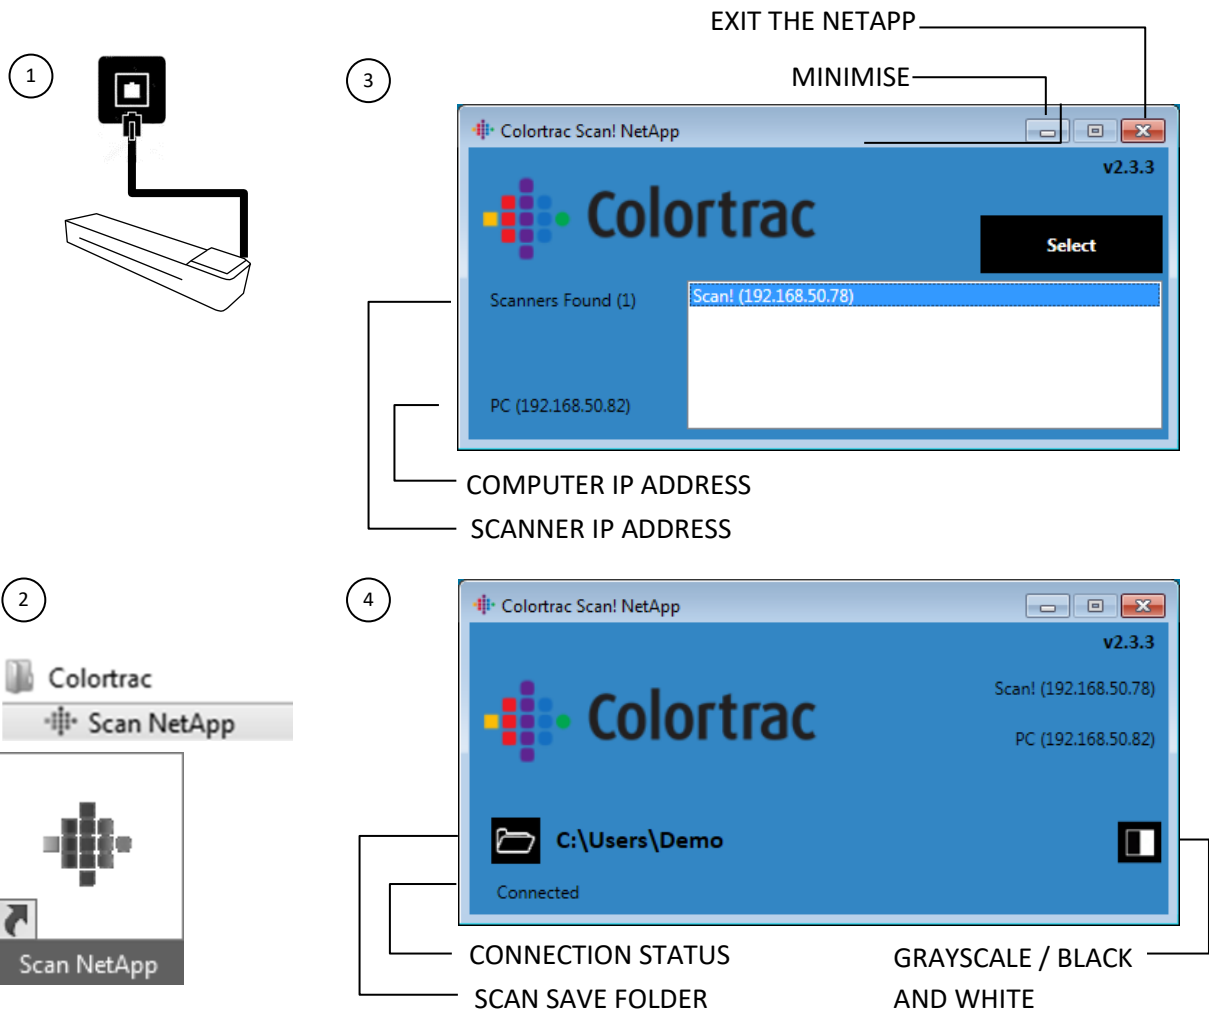 EXIT THE NETAPP
1
3
MINIMISE
Colortrac Scan! NetApp
v2.3.3
Colortrac
Select
Scanners Found (1)
Scan! (192.168.50.78)
PC (192.168.50.82)
COMPUTER IP ADDRESS
SCANNER IP ADDRESS
2
4
Colortrac Scan! NetApp
v2.3.3
Colortrac
Scan NetApp
Scan! (192.168.50.78)
Colortrac
PC (192.168.50.82)
C:\Users\Demo
Connected
Scan NetApp
CONNECTION STATUS
GRAYSCALE / BLACK
AND WHITE
SCAN SAVE FOLDER